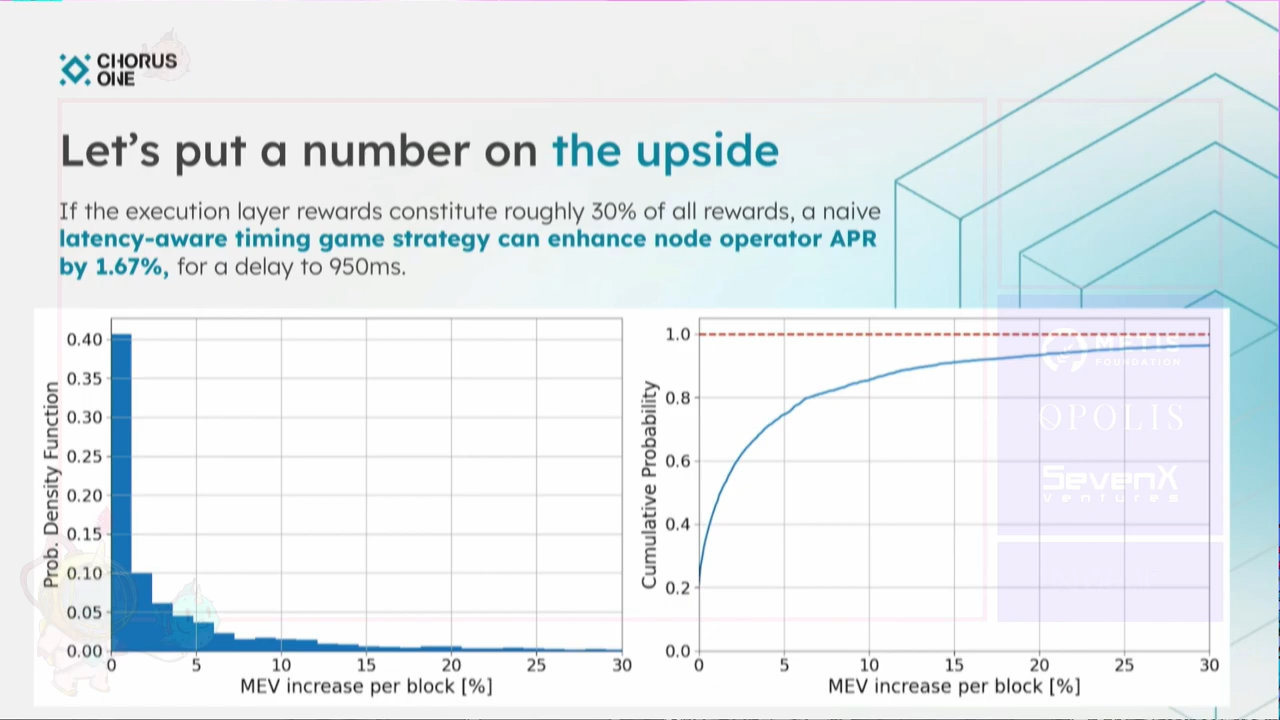 CHORUS
ONE
Let's put a number on the upside
If the execution layer rewards constitute roughly 30% of all rewards, a naive
latency-aware timing game strategy can enhance node operator APR
by 1.67%, for a delay to 950ms.
Prob. Density Function
0.40
0.35
0.30
0.25
0.20
0.15
0.10
0.05
0.00
0 5 10 15 20 25 30
MEV increase per block [%]
Cumulative Probability
1.0
0.8
0.6
0.4
0.2
0.0
0 5 10 15 20 25 30
MEV increase per block [%]
METIS
FOUNDATION
OPOLIS
SevenX
Ventures